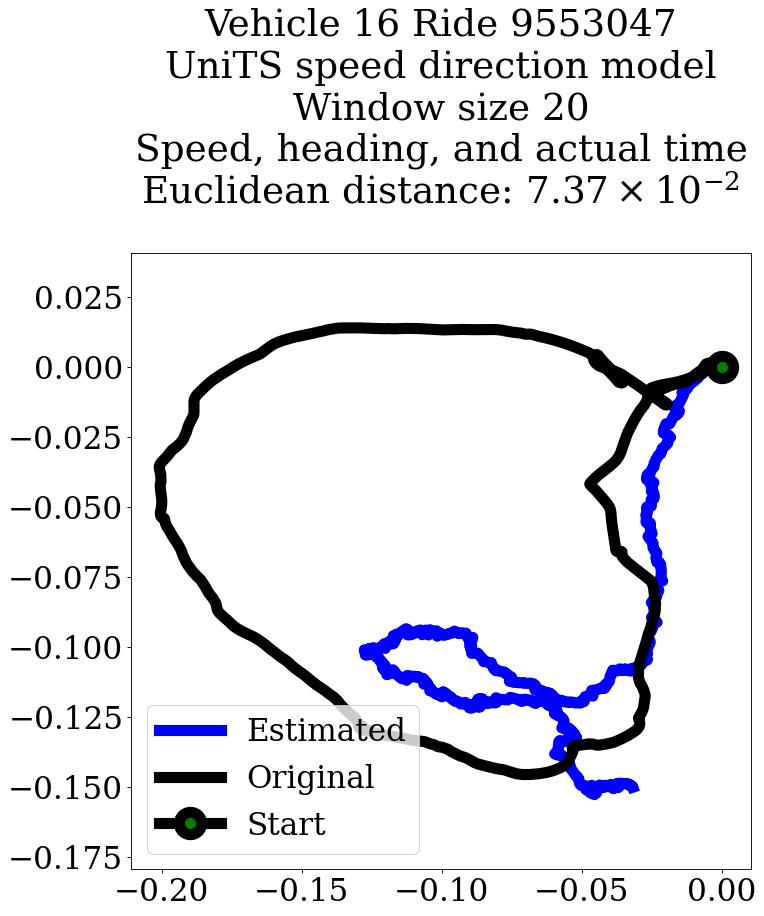 Vehicle 16 Ride 9553047
UniTS speed direction model
Window size 20
Speed, heading, and actual time
Euclidean distance: 7.37 × 10⁻²
0.025
0.000
−0.025
−0.050
−0.075
−0.100
−0.125
−0.150
−0.175
Estimated
Original
Start
−0.20 −0.15 −0.10 −0.05 0.00